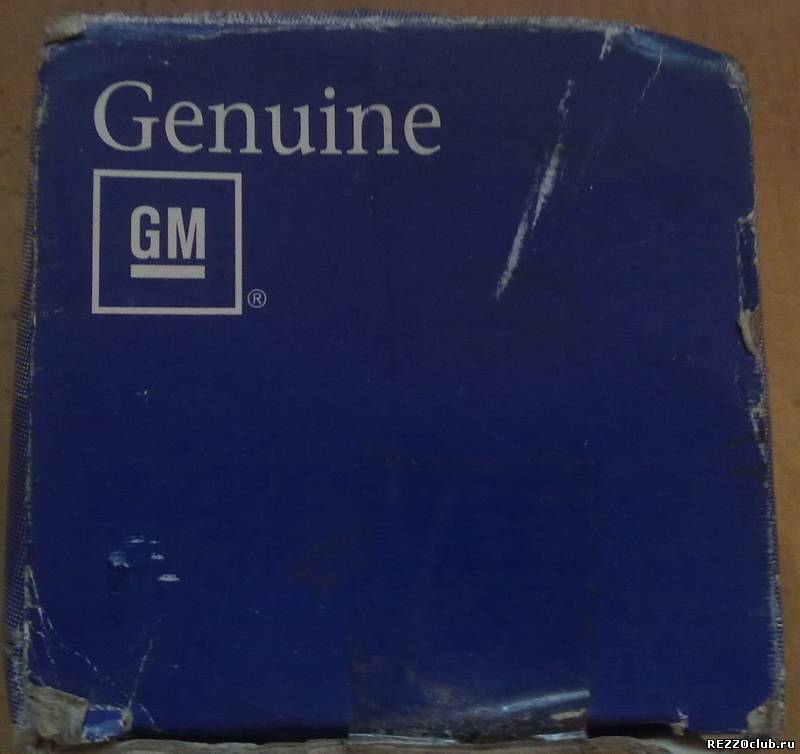 Genuine
GM
®
REZZOclub.ru